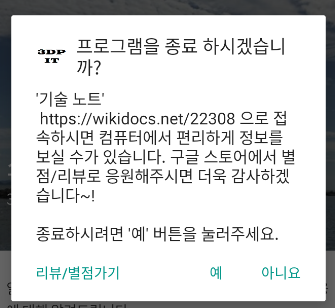 3DP
IT
프로그램을 종료 하시겠습니
까?
'기술 노트'
https://wikidocs.net/22308 으로 접
속하시면 컴퓨터에서 편리하게 정보를
보실 수가 있습니다. 구글 스토어에서 별
점/리뷰로 응원해주시면 더욱 감사하겠
습니다~!
종료하시려면 '예' 버튼을 눌러주세요.
리뷰/별점가기 예 아니요